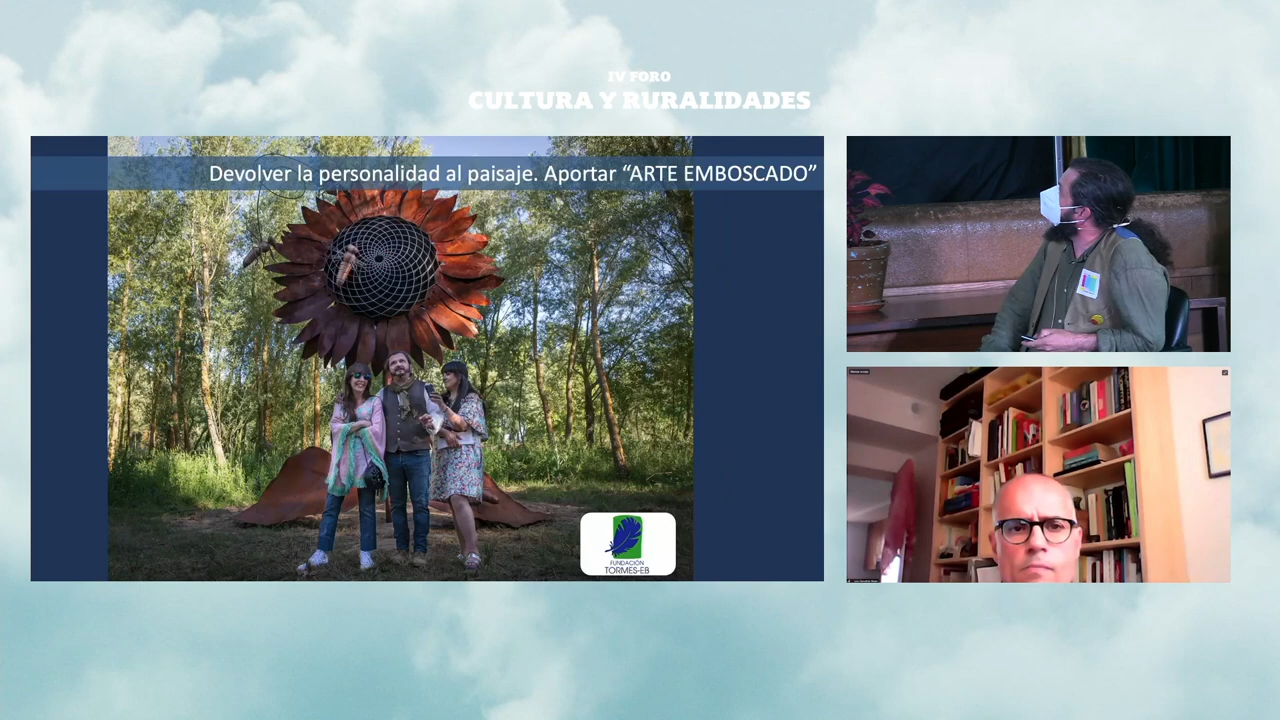 IV FORO
CULTURA Y RURALIDADES
Devolver la personalidad al paisaje. Aportar “ARTE EMBOSCADO”
FUNDACIÓN
TORMES-EB